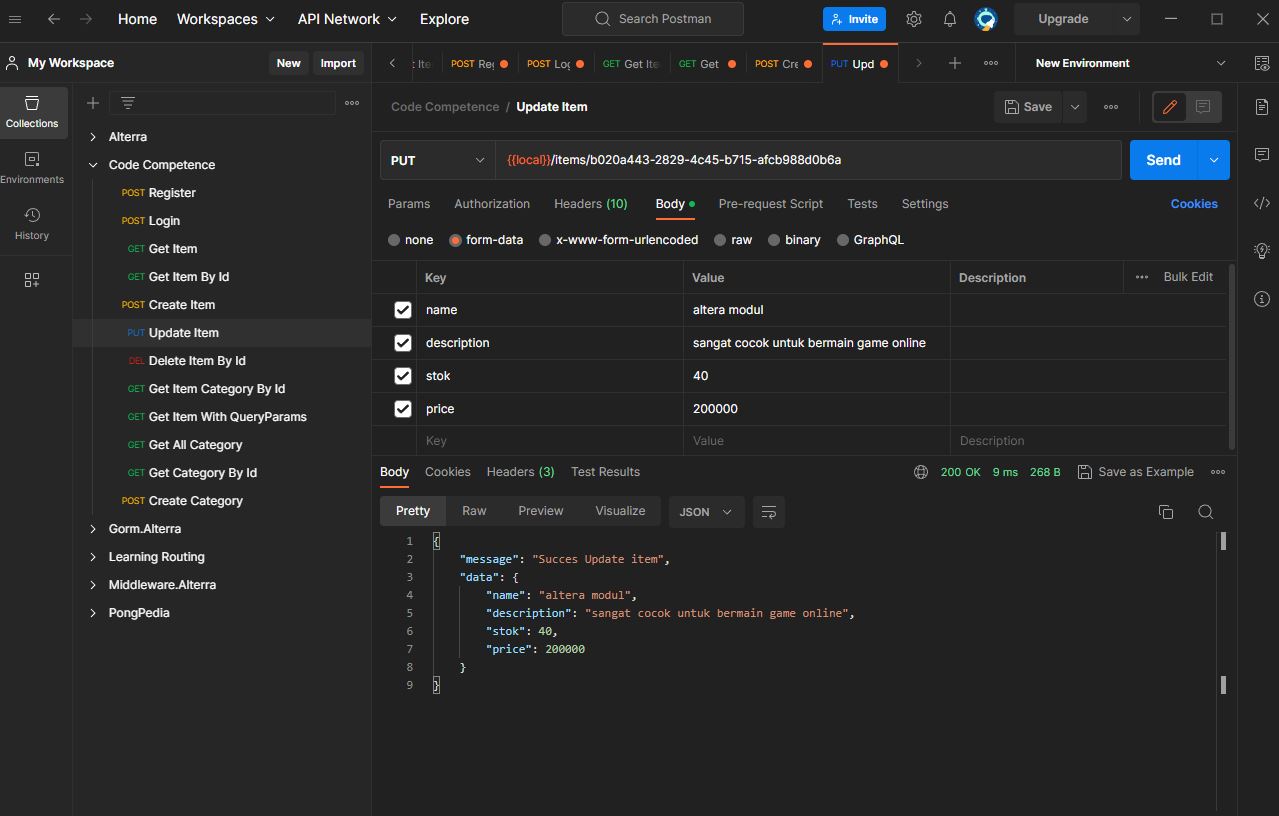 Home Workspaces API Network Explore Search Postman Invite Upgrade
My Workspace New Import
POST Reg POST Log GET Get Ite GET Get POST Cre PUT Upd New Environment
Collections
Environments
History
Alterra
Code Competence
POST Register
POST Login
GET Get Item
GET Get Item By Id
POST Create Item
PUT Update Item
DEL Delete Item By Id
GET Get Item Category By Id
GET Get Item With QueryParams
GET Get All Category
GET Get Category By Id
POST Create Category
Gorm.Alterra
Learning Routing
Middleware.Alterra
PongPedia
Code Competence / Update Item Save
PUT {{local}}/items/b020a443-2829-4c45-b715-afcb988d0b6a Send
Params Authorization Headers (10) Body Pre-request Script Tests Settings Cookies
none form-data x-www-form-urlencoded raw binary GraphQL
Key Value Description Bulk Edit
name altera modul
description sangat cocok untuk bermain game online
stok 40
price 200000
Key Value Description
Body Cookies Headers (3) Test Results 200 OK 9 ms 268 B Save as Example
Pretty Raw Preview Visualize JSON
1 {
2 "message": "Succes Update item",
3 "data": {
4 "name": "altera modul",
5 "description": "sangat cocok untuk bermain game online",
6 "stok": 40,
7 "price": 200000
8 }
9 }